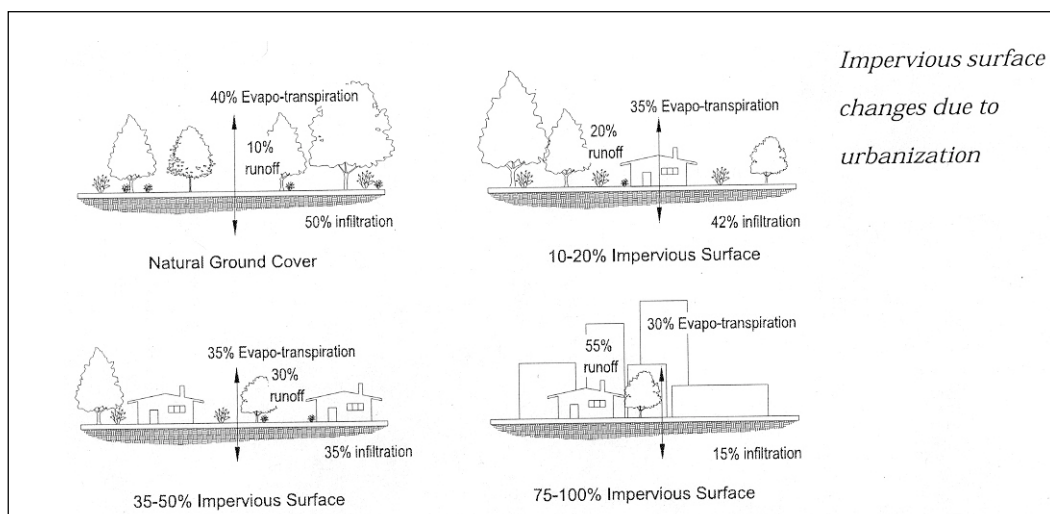 Impervious surface
changes due to
urbanization
40% Evapo-transpiration
10%
runoff
50% infiltration
Natural Ground Cover
35% Evapo-transpiration
20%
runoff
42% infiltration
10-20% Impervious Surface
35% Evapo-transpiration
30%
runoff
35% infiltration
35-50% Impervious Surface
30% Evapo-transpiration
55%
runoff
15% infiltration
75-100% Impervious Surface